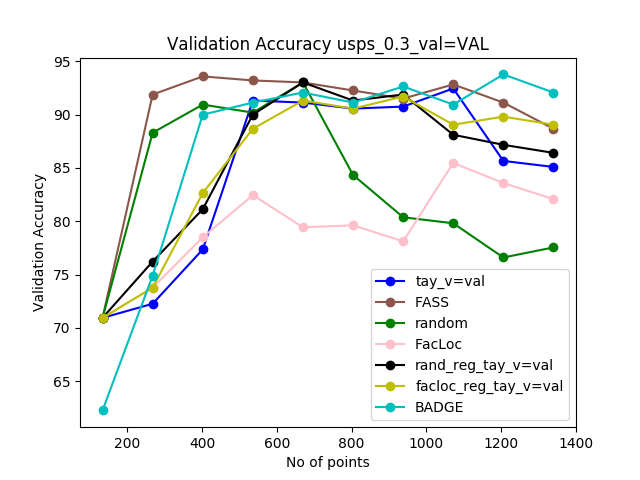 Validation Accuracy usps_0.3_val=VAL
95
90
85
80
75
70
65
Validation Accuracy
200
400
600
800
1000
1200
1400
No of points
tay_v=val
FASS
random
FacLoc
rand_reg_tay_v=val
facloc_reg_tay_v=val
BADGE